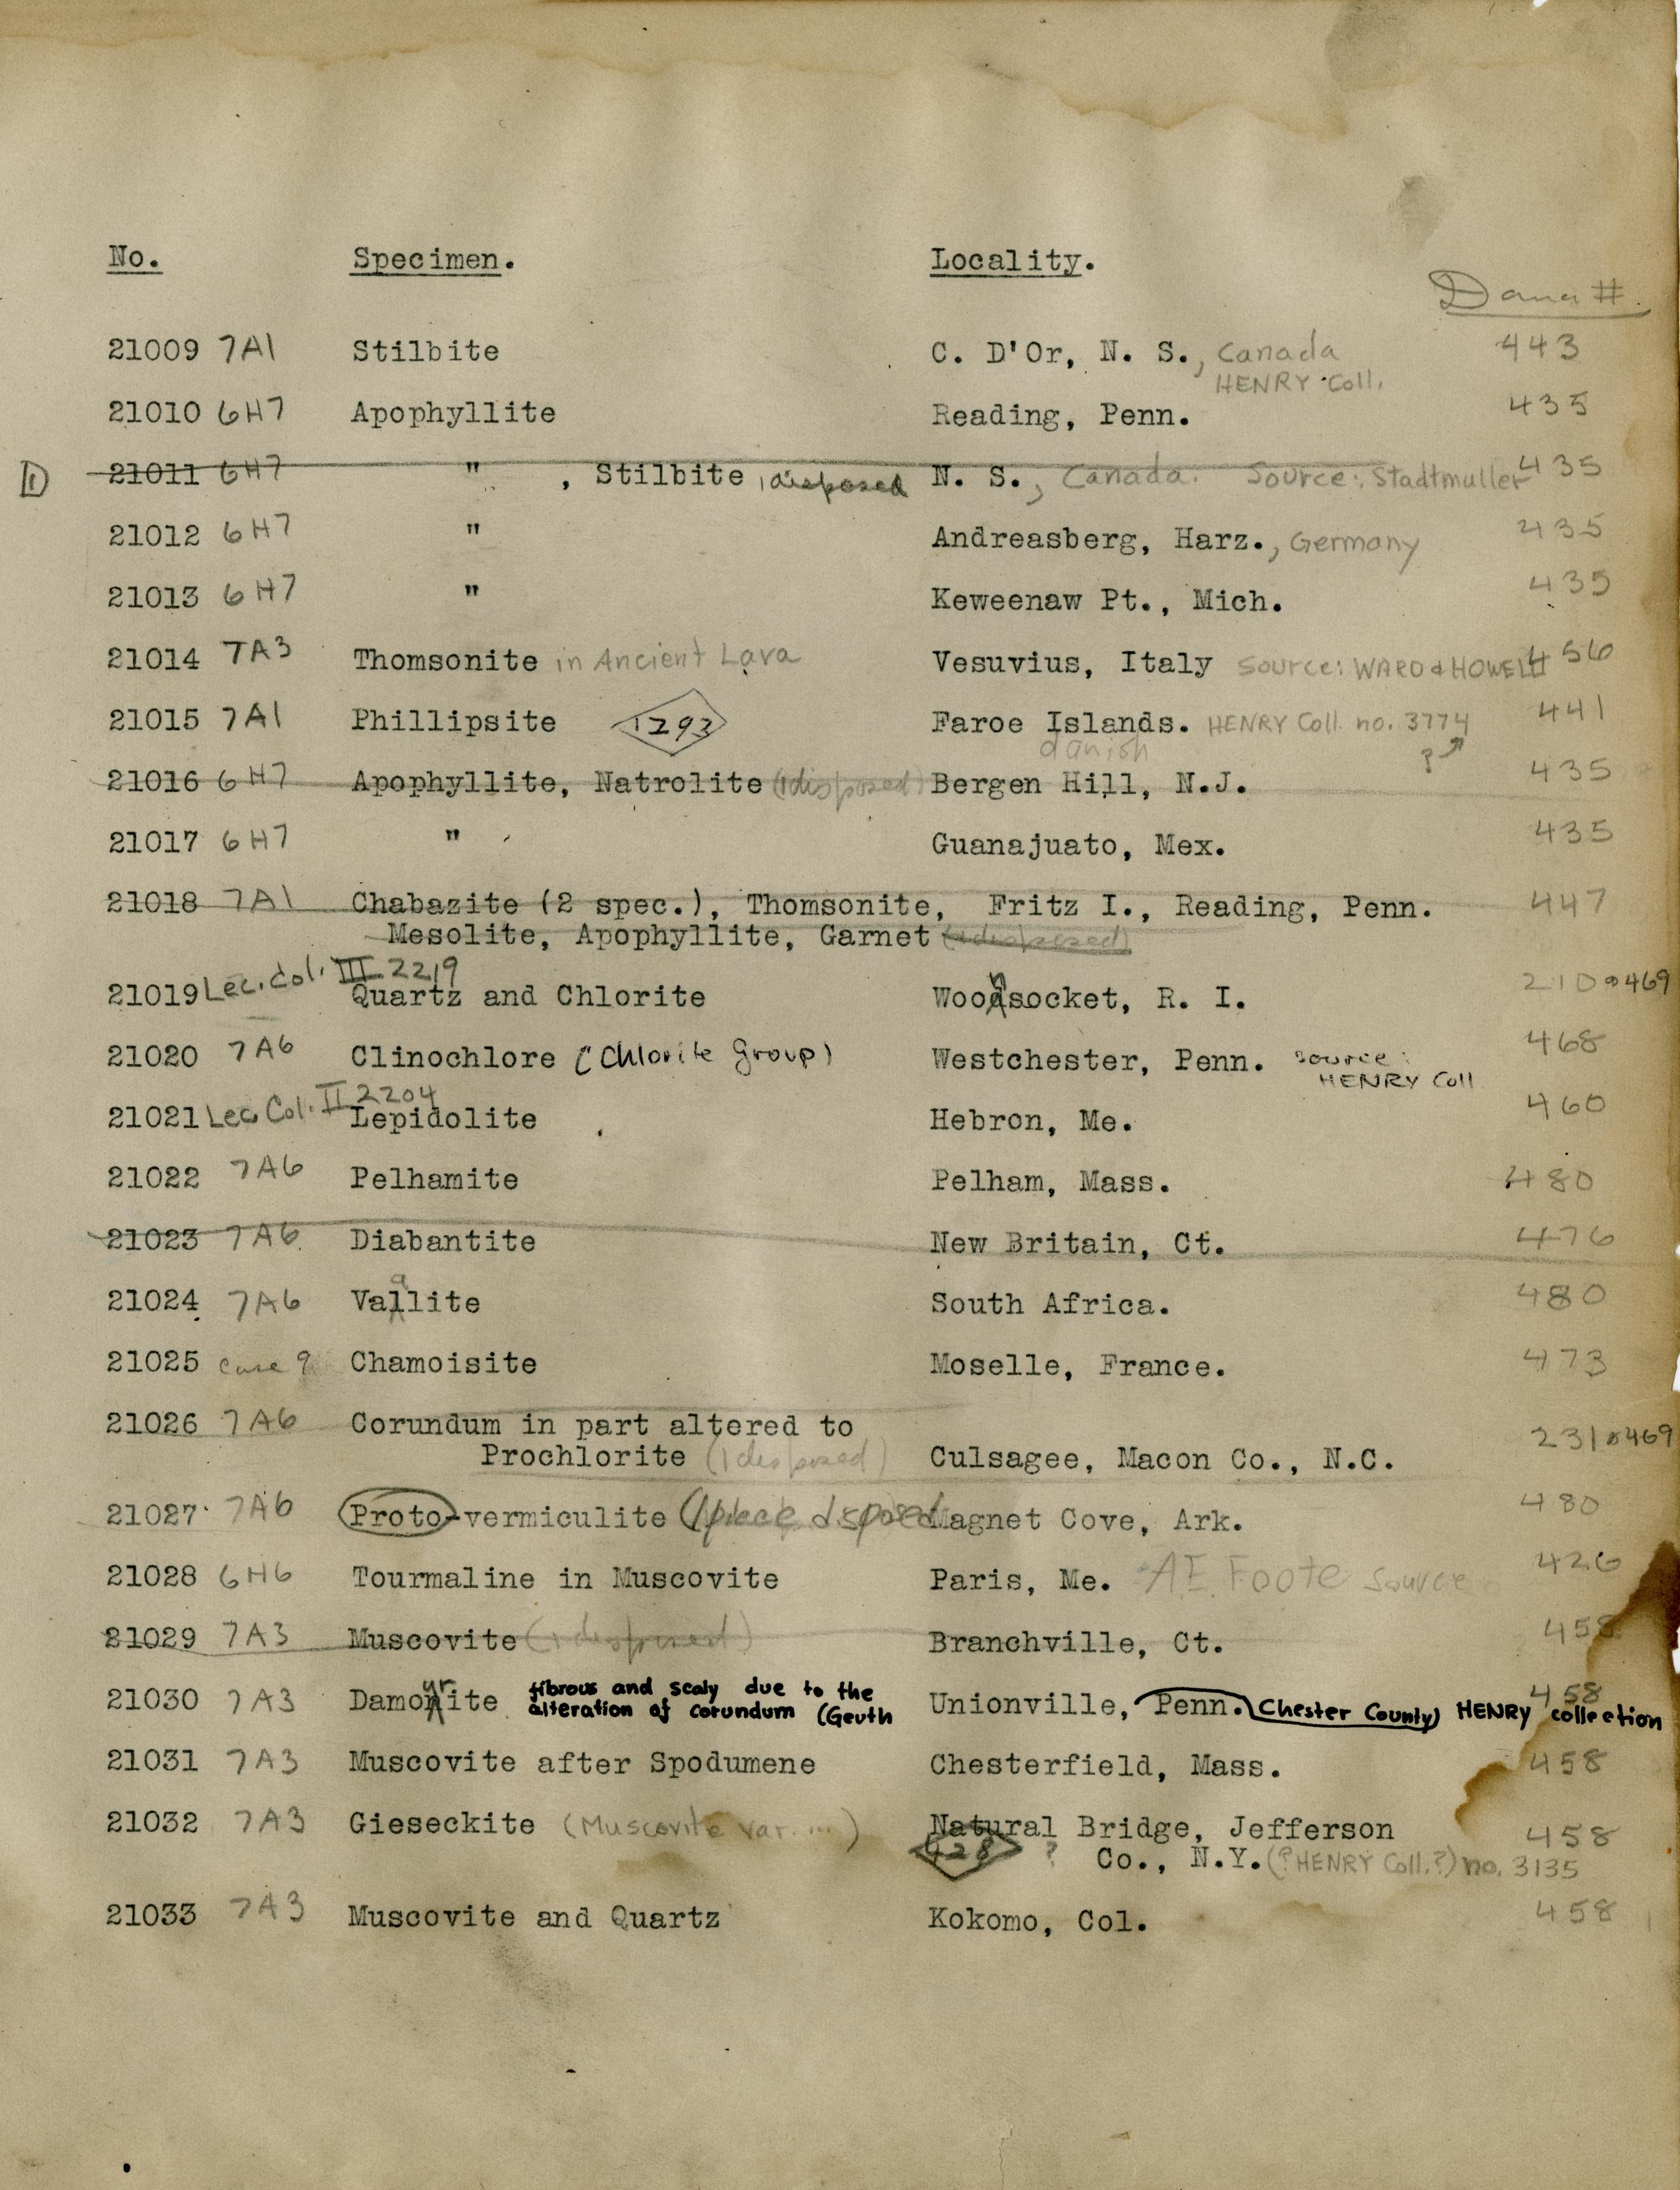 No. Specimen. Locality.
Dana #.
21009 7A1 Stilbite C. D'Or, N. S., Canada 443
HENRY Coll.
21010 6H7 Apophyllite Reading, Penn. 435
D 21011 6H7 " , Stilbite, disposed N. S., Canada. Source: Stadtmuller 435
21012 6H7 " Andreasberg, Harz., Germany 435
21013 6H7 " Keweenaw Pt., Mich. 435
21014 7A3 Thomsonite in Ancient Lava Vesuvius, Italy Source: WARD & HOWELL 456
21015 7A1 Phillipsite 1293 Faroe Islands. HENRY Coll. no. 3774 441
danish ?
21016 6H7 Apophyllite, Natrolite (1 disposed) Bergen Hill, N.J. 435
21017 6H7 " Guanajuato, Mex. 435
21018 7A1 Chabazite (2 spec.), Thomsonite, Fritz I., Reading, Penn. 447
Mesolite, Apophyllite, Garnet (1 disposed)
21019 Lec. Col. III 2219 Quartz and Chlorite Woonsocket, R. I. 210 469
21020 7A6 Clinochlore (Chlorite Group) Westchester, Penn. Source: 468
HENRY Coll
21021 Lec Col. II 2204 Lepidolite Hebron, Me. 460
21022 7A6 Pelhamite Pelham, Mass. 480
21023 7A6 Diabantite New Britain, Ct. 476
21024 7A6 Vaalite South Africa. 480
21025 Case 9 Chamoisite Moselle, France. 473
21026 7A6 Corundum in part altered to
Prochlorite (1 disposed) Culsagee, Macon Co., N.C. 231 469
21027 7A6 Proto-vermiculite (1 piece disposed Magnet Cove, Ark. 480
21028 6H6 Tourmaline in Muscovite Paris, Me. AE Foote Source 426
21029 7A3 Muscovite (1 disposed) Branchville, Ct. 458
21030 7A3 Damourite fibrous and scaly due to the Unionville, Penn. (Chester County) HENRY collection 458
alteration of corundum (Geuth
21031 7A3 Muscovite after Spodumene Chesterfield, Mass. 458
21032 7A3 Gieseckite (Muscovite var. ...) Natural Bridge, Jefferson 458
428 ? Co., N.Y. (?HENRY Coll.?) no. 3135
21033 7A3 Muscovite and Quartz Kokomo, Col. 458